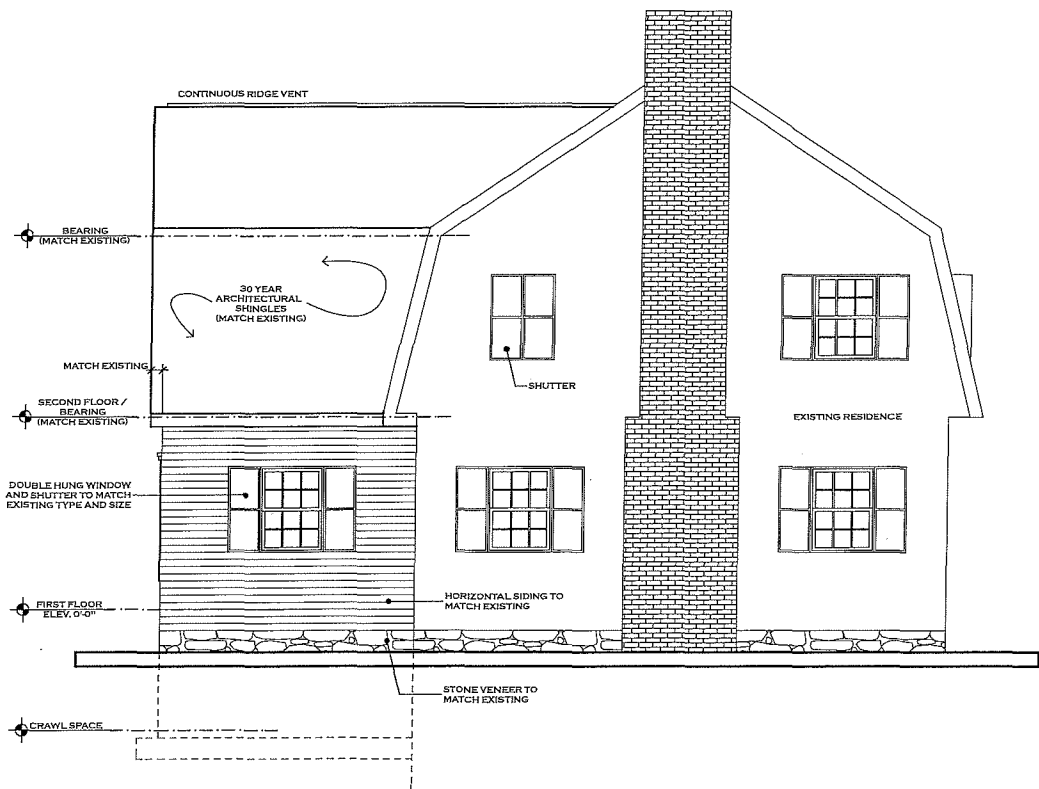 CONTINUOUS RIDGE VENT
BEARING
(MATCH EXISTING)
30 YEAR
ARCHITECTURAL
SHINGLES
(MATCH EXISTING)
MATCH EXISTING
SHUTTER
SECOND FLOOR /
BEARING
(MATCH EXISTING)
EXISTING RESIDENCE
DOUBLE HUNG WINDOW
AND SHUTTER TO MATCH
EXISTING TYPE AND SIZE
HORIZONTAL SIDING TO
MATCH EXISTING
FIRST FLOOR
ELEV. 0'-0"
STONE VENEER TO
MATCH EXISTING
CRAWL SPACE